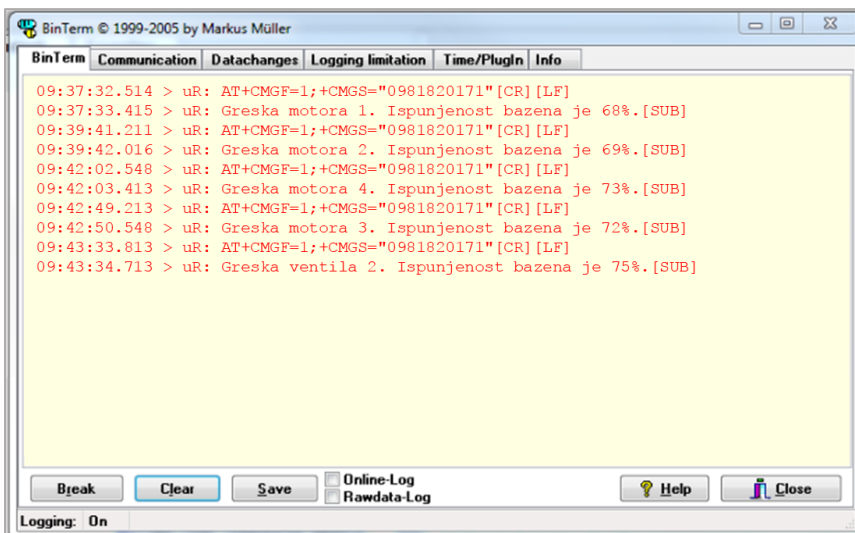 BinTerm © 1999-2005 by Markus Müller
BinTerm Communication Datachanges Logging limitation Time/PlugIn Info
09:37:32.514 > uR: AT+CMGF=1;+CMGS="0981820171"[CR][LF]
09:37:33.415 > uR: Greska motora 1. Ispunjenost bazena je 68%.[SUB]
09:39:41.211 > uR: AT+CMGF=1;+CMGS="0981820171"[CR][LF]
09:39:42.016 > uR: Greska motora 2. Ispunjenost bazena je 69%.[SUB]
09:42:02.548 > uR: AT+CMGF=1;+CMGS="0981820171"[CR][LF]
09:42:03.413 > uR: Greska motora 4. Ispunjenost bazena je 73%.[SUB]
09:42:49.213 > uR: AT+CMGF=1;+CMGS="0981820171"[CR][LF]
09:42:50.548 > uR: Greska motora 3. Ispunjenost bazena je 72%.[SUB]
09:43:33.813 > uR: AT+CMGF=1;+CMGS="0981820171"[CR][LF]
09:43:34.713 > uR: Greska ventila 2. Ispunjenost bazena je 75%.[SUB]
Break Clear Save Online-Log Help Close
Rawdata-Log
Logging: On